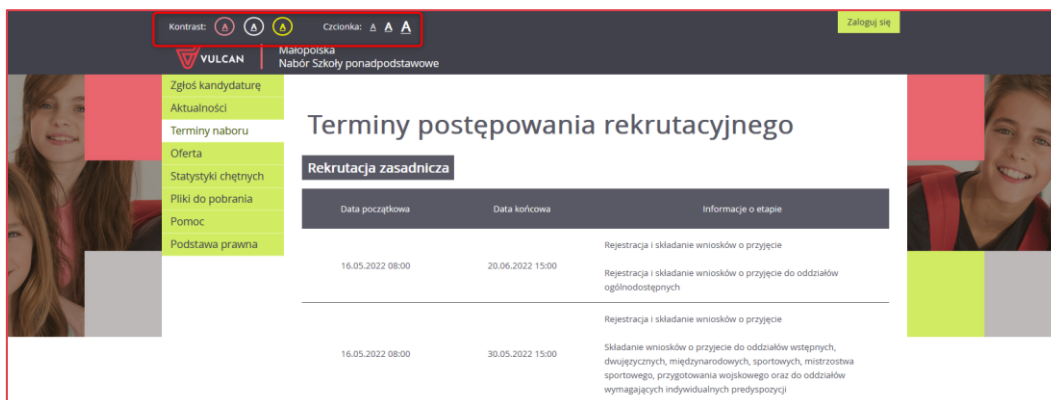 Kontrast: A A A Czcionka: A A A
Zaloguj się
VULCAN
Małopolska
Nabór Szkoły ponadpodstawowe
Zgłoś kandydaturę
Aktualności
Terminy naboru
Oferta
Statystyki chętnych
Pliki do pobrania
Pomoc
Podstawa prawna
Terminy postępowania rekrutacyjnego
Rekrutacja zasadnicza
Data początkowa Data końcowa Informacje o etapie
Rejestracja i składanie wniosków o przyjęcie
16.05.2022 08:00 20.06.2022 15:00
Rejestracja i składanie wniosków o przyjęcie do oddziałów
ogólnodostępnych
Rejestracja i składanie wniosków o przyjęcie
16.05.2022 08:00 30.05.2022 15:00
Składanie wniosków o przyjecie do oddziałów wstępnych,
dwujęzycznych, międzynarodowych, sportowych, mistrzostwa
sportowego, przygotowania wojskowego oraz do oddziałów
wymagających indywidualnych predyspozycji